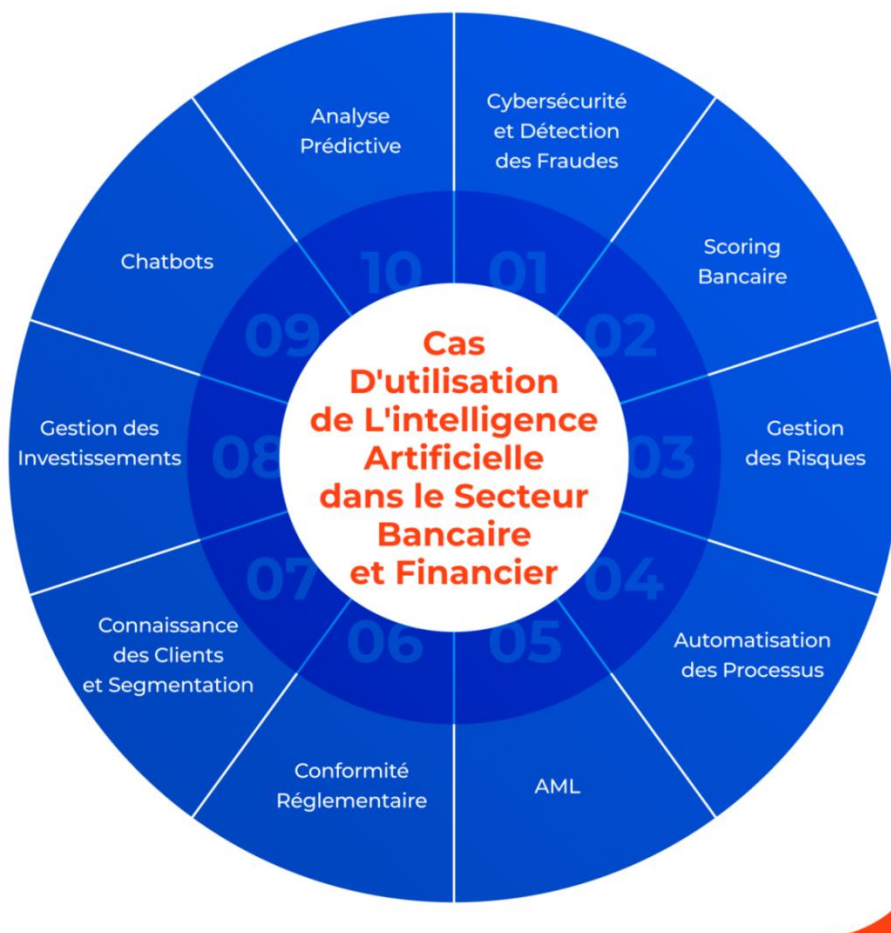 Cas
D'utilisation
de L'intelligence
Artificielle
dans le Secteur
Bancaire
et Financier
01
Cybersécurité
et Détection
des Fraudes
02
Scoring
Bancaire
03
Gestion
des Risques
04
Automatisation
des Processus
05
AML
06
Conformité
Réglementaire
07
Connaissance
des Clients
et Segmentation
08
Gestion des
Investissements
09
Chatbots
10
Analyse
Prédictive